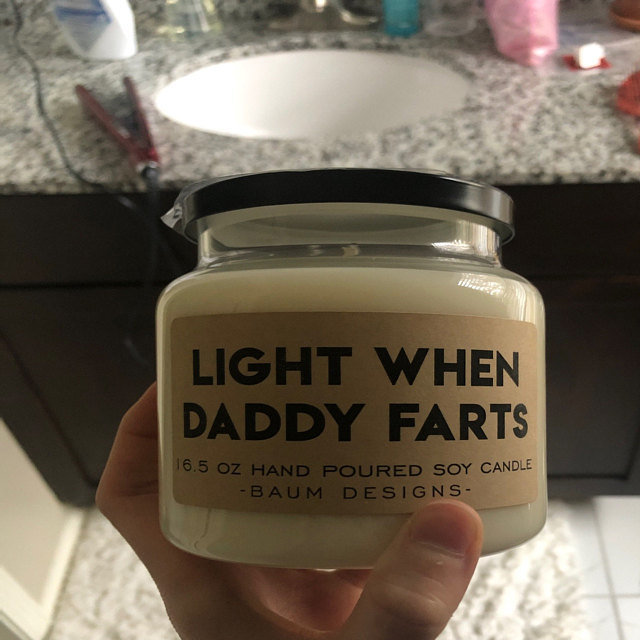 LIGHT WHEN
DADDY FARTS
16.5 OZ HAND POURED SOY CANDLE
-BAUM DESIGNS-